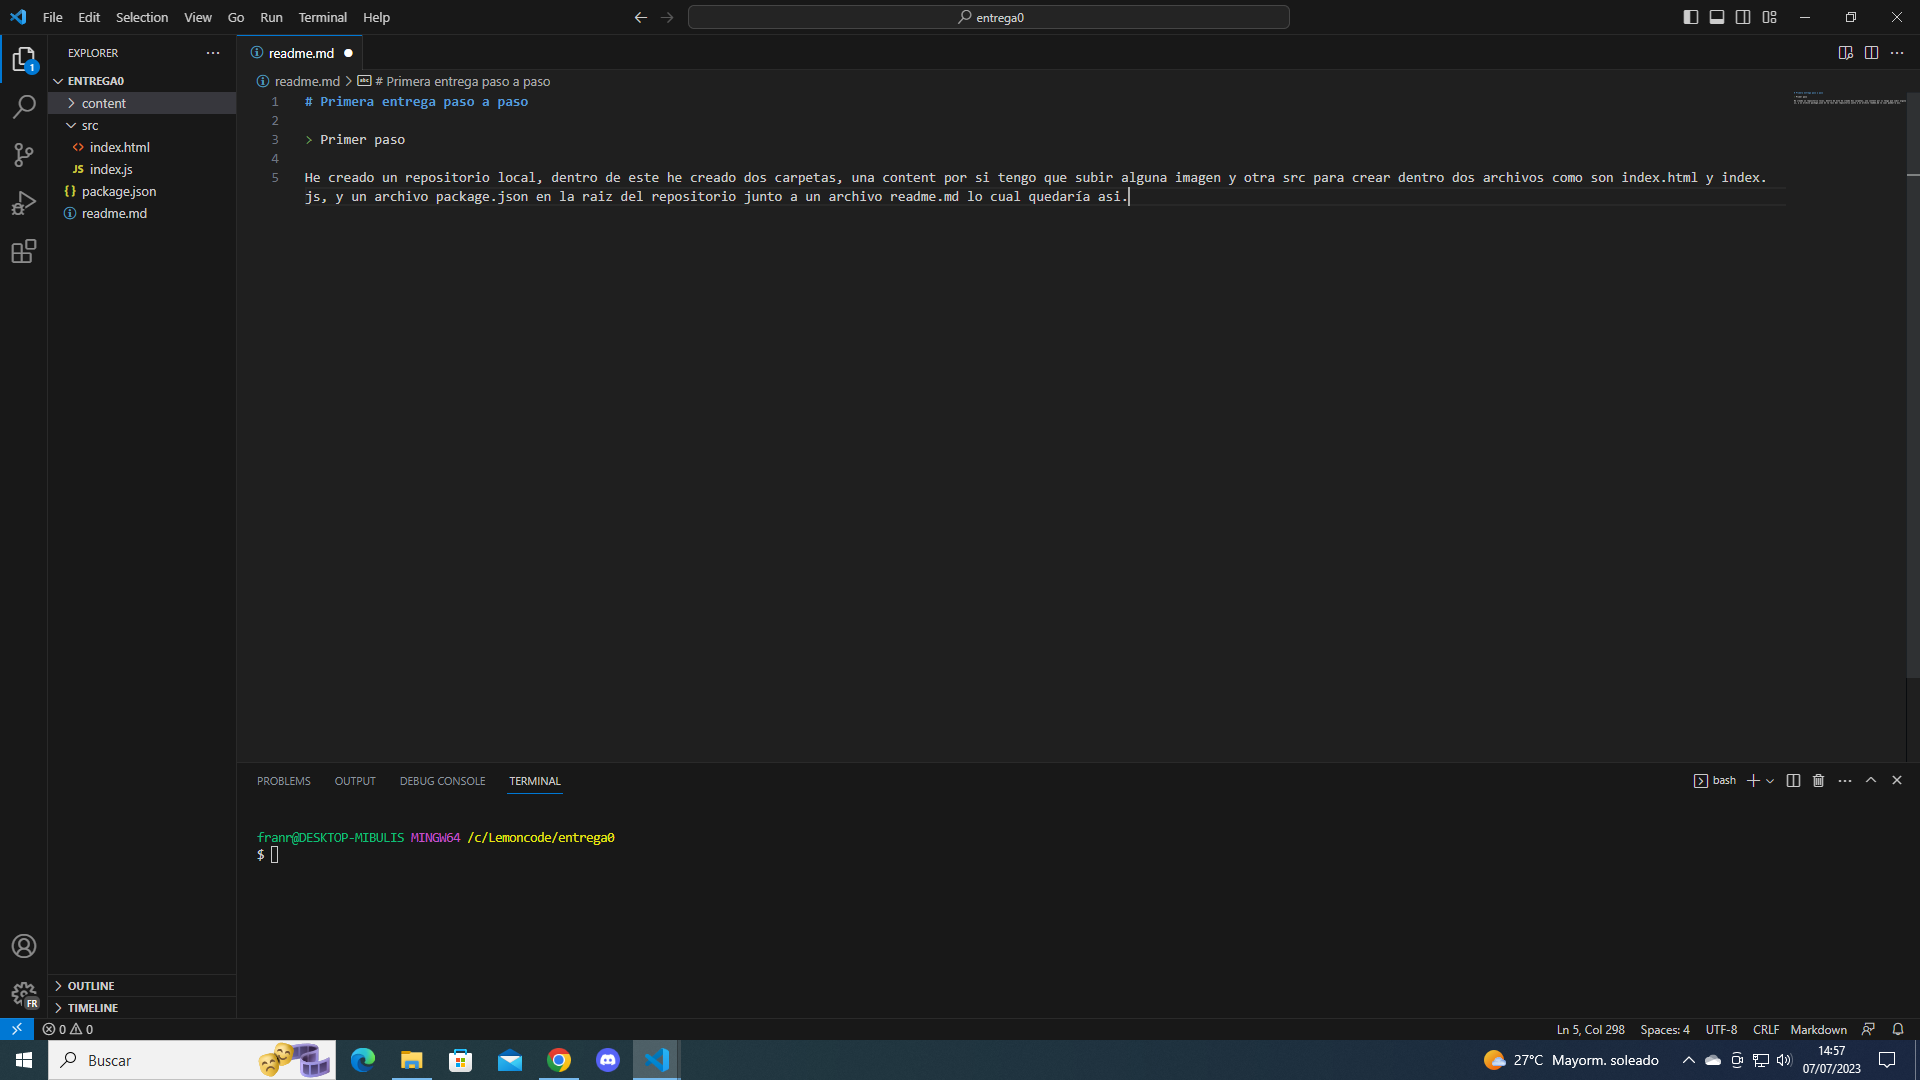 File Edit Selection View Go Run Terminal Help
entrega0
EXPLORER
1
ENTREGA0
content
src
index.html
JS index.js
{} package.json
readme.md
readme.md
readme.md > # Primera entrega paso a paso
1 # Primera entrega paso a paso
2
3 > Primer paso
4
5 He creado un repositorio local, dentro de este he creado dos carpetas, una content por si tengo que subir alguna imagen y otra src para crear dentro dos archivos como son index.html y index.
js, y un archivo package.json en la raiz del repositorio junto a un archivo readme.md lo cual quedaría asi.
PROBLEMS OUTPUT DEBUG CONSOLE TERMINAL
bash
franr@DESKTOP-MIBULIS MINGW64 /c/Lemoncode/entrega0
$
FR
OUTLINE
TIMELINE
0 0
Ln 5, Col 298 Spaces: 4 UTF-8 CRLF Markdown
Buscar
27°C Mayorm. soleado
14:57
07/07/2023